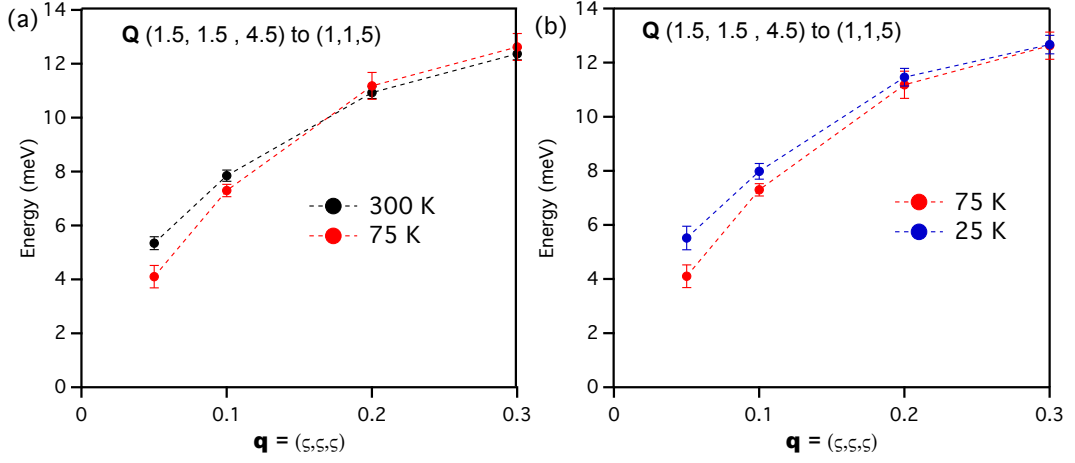 (a)
Q (1.5, 1.5 , 4.5) to (1,1,5)
14
12
10
8
6
4
2
0
Energy (meV)
300 K
75 K
0
0.1
0.2
0.3
q = (ς,ς,ς)
(b)
Q (1.5, 1.5 , 4.5) to (1,1,5)
14
12
10
8
6
4
2
0
Energy (meV)
75 K
25 K
0
0.1
0.2
0.3
q = (ς,ς,ς)